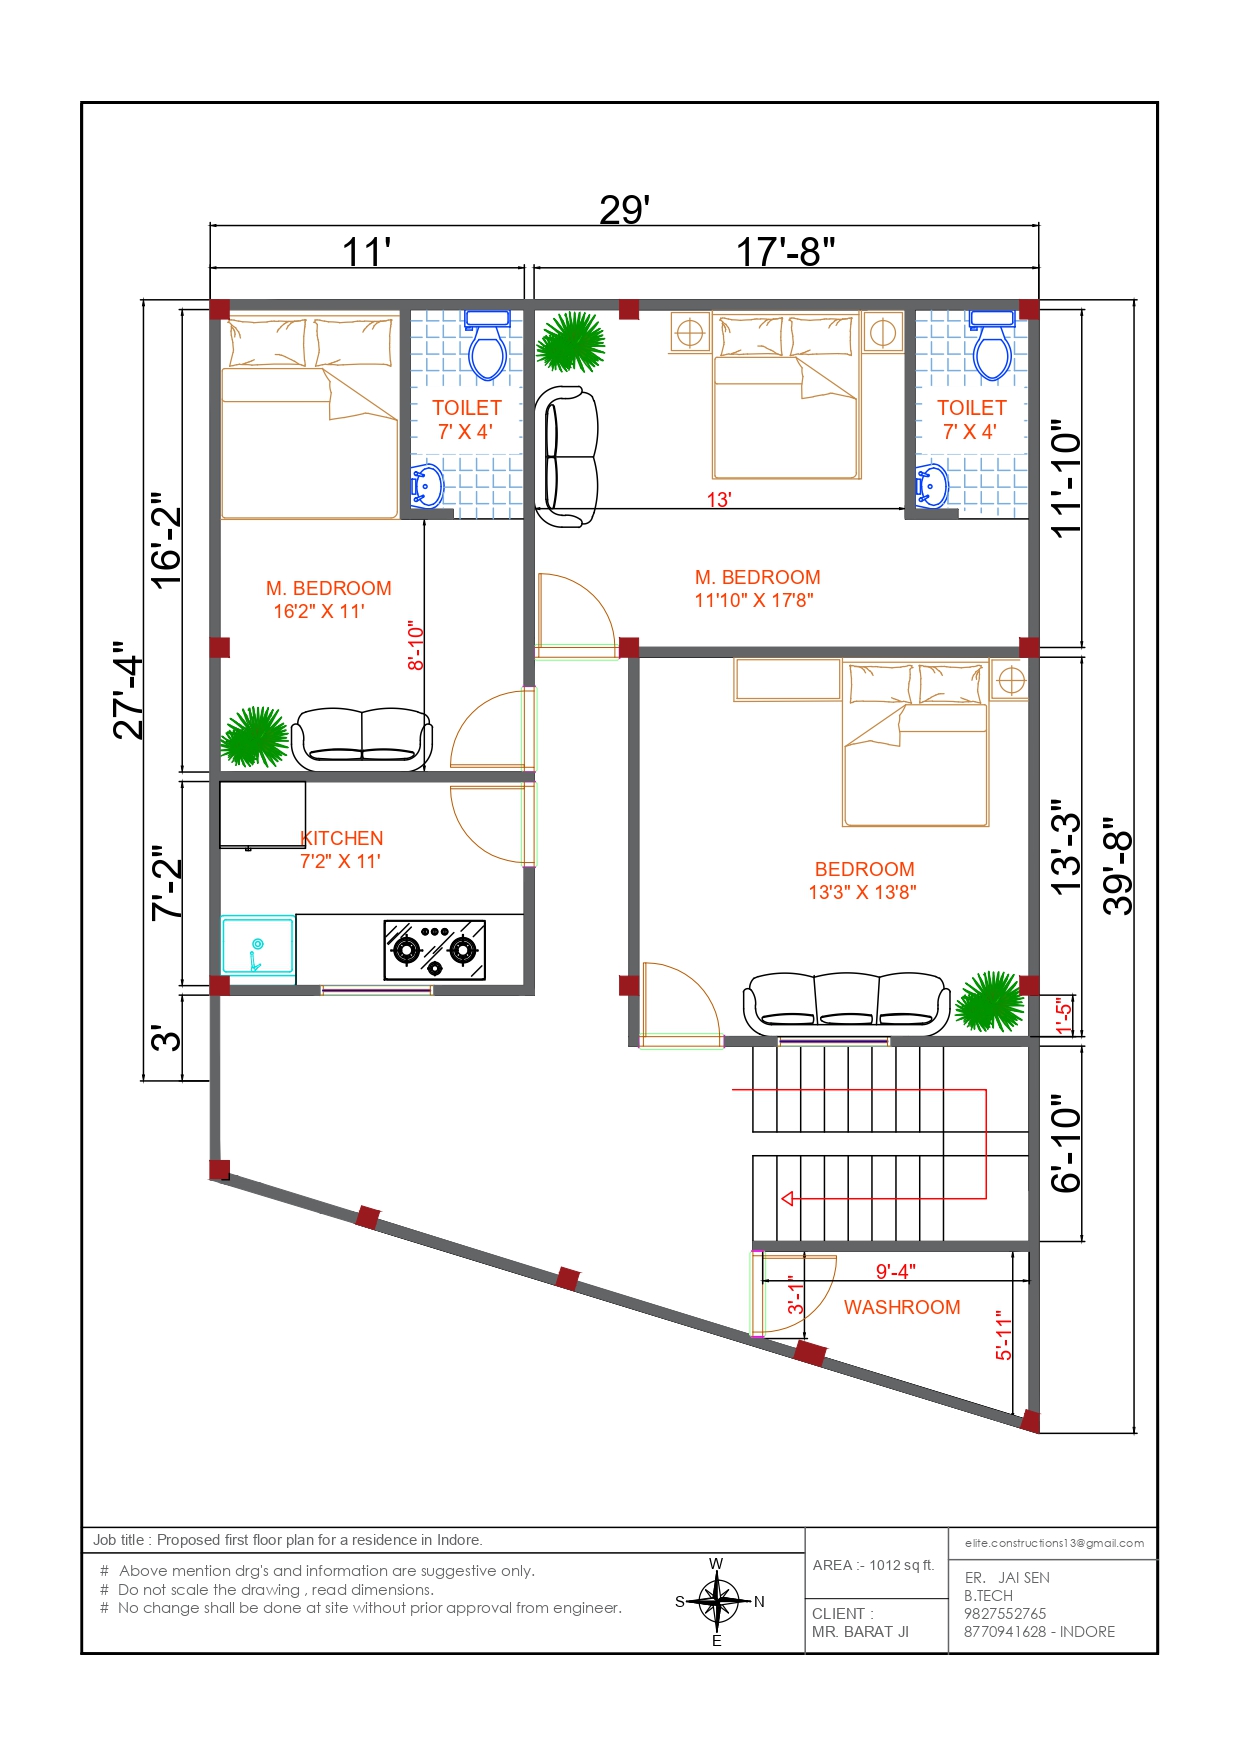 29'
11'
17'-8"
TOILET
7' X 4'
TOILET
7' X 4'
11'-10"
16'-2"
13'
M. BEDROOM
16'2" X 11'
M. BEDROOM
11'10" X 17'8"
8'-10"
27'-4"
KITCHEN
7'2" X 11'
7'-2"
BEDROOM
13'3" X 13'8"
13'-3"
39'-8"
3'
1'-5"
6'-10"
9'-4"
3'-1"
WASHROOM
5'-11"
Job title : Proposed first floor plan for a residence in Indore.
# Above mention drg's and information are suggestive only.
# Do not scale the drawing , read dimensions.
# No change shall be done at site without prior approval from engineer.
W
S
N
E
AREA :- 1012 sq ft.
CLIENT :
MR. BARAT JI
elite.constructions13@gmail.com
ER. JAI SEN
B.TECH
9827552765
8770941628 - INDORE